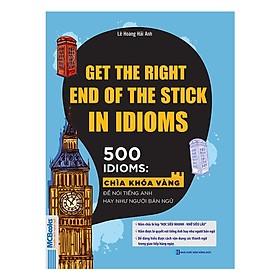 Lê Hoàng Hải Anh
GET THE RIGHT
END OF THE STICK
IN IDIOMS
500
IDIOMS:
CHÌA KHÓA VÀNG
ĐỂ NÓI TIẾNG ANH
HAY NHƯ NGƯỜI BẢN NGỮ
MCBooks